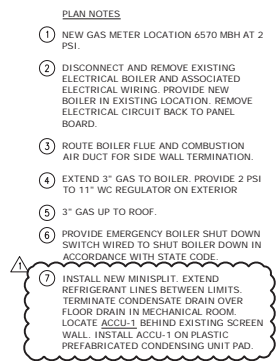 PLAN NOTES
1 NEW GAS METER LOCATION 6570 MBH AT 2
PSI.
2 DISCONNECT AND REMOVE EXISTING
ELECTRICAL BOILER AND ASSOCIATED
ELECTRICAL WIRING. PROVIDE NEW
BOILER IN EXISTING LOCATION. REMOVE
ELECTRICAL CIRCUIT BACK TO PANEL
BOARD.
3 ROUTE BOILER FLUE AND COMBUSTION
AIR DUCT FOR SIDE WALL TERMINATION.
4 EXTEND 3" GAS TO BOILER. PROVIDE 2 PSI
TO 11" WC REGULATOR ON EXTERIOR
5 3" GAS UP TO ROOF.
6 PROVIDE EMERGENCY BOILER SHUT DOWN
SWITCH WIRED TO SHUT BOILER DOWN IN
ACCORDANCE WITH STATE CODE.
1
7 INSTALL NEW MINISPLIT. EXTEND
REFRIGERANT LINES BETWEEN LIMITS.
TERMINATE CONDENSATE DRAIN OVER
FLOOR DRAIN IN MECHANICAL ROOM.
LOCATE ACCU-1 BEHIND EXISTING SCREEN
WALL. INSTALL ACCU-1 ON PLASTIC
PREFABRICATED CONDENSING UNIT PAD.